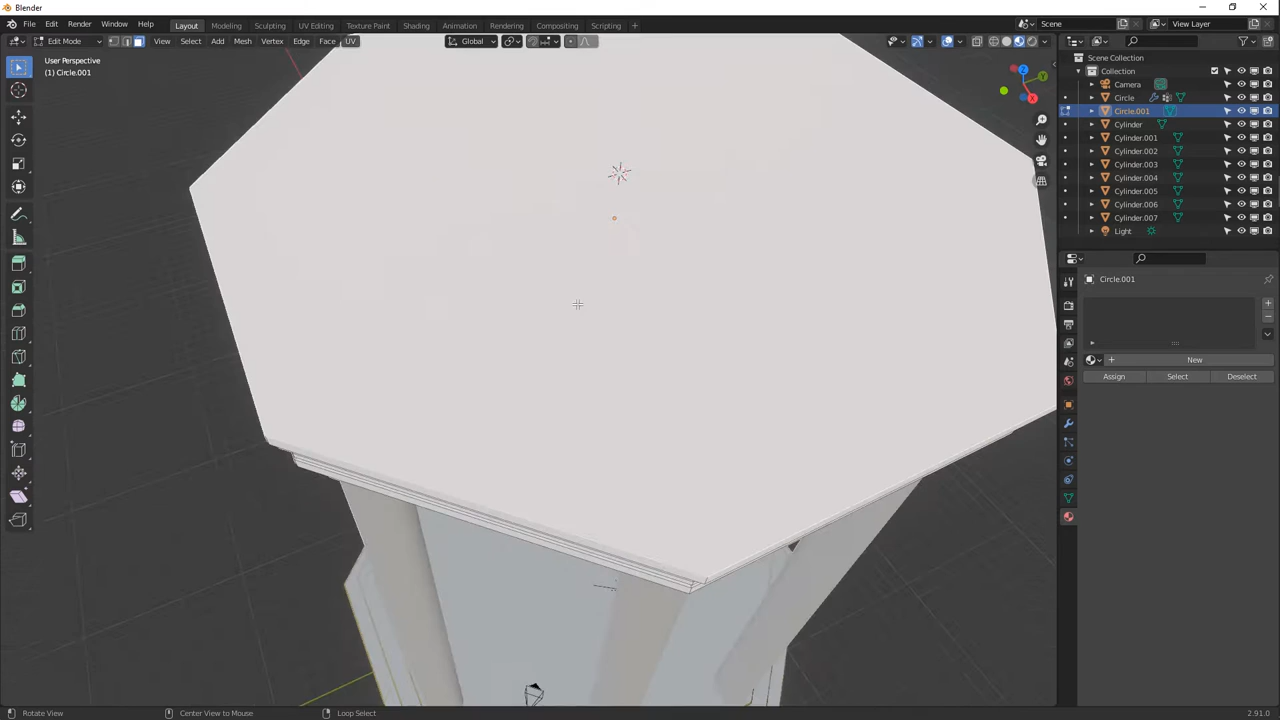 Blender
File Edit Render Window Help Layout Modeling Sculpting UV Editing Texture Paint Shading Animation Rendering Compositing Scripting + Scene View Layer
Edit Mode View Select Add Mesh Vertex Edge Face UV Global
User Perspective
(1) Circle.001
X
Y
Z
Scene Collection
Collection
Camera
Circle
Circle.001
Cylinder
Cylinder.001
Cylinder.002
Cylinder.003
Cylinder.004
Cylinder.005
Cylinder.006
Cylinder.007
Light
Circle.001
New
Assign Select Deselect
Rotate View Center View to Mouse Loop Select 2.91.0